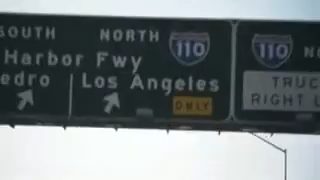 SOUTH NORTH 110
Harbor Fwy
edro Los Angeles
ONLY
110 N
TRUC
RIGHT L